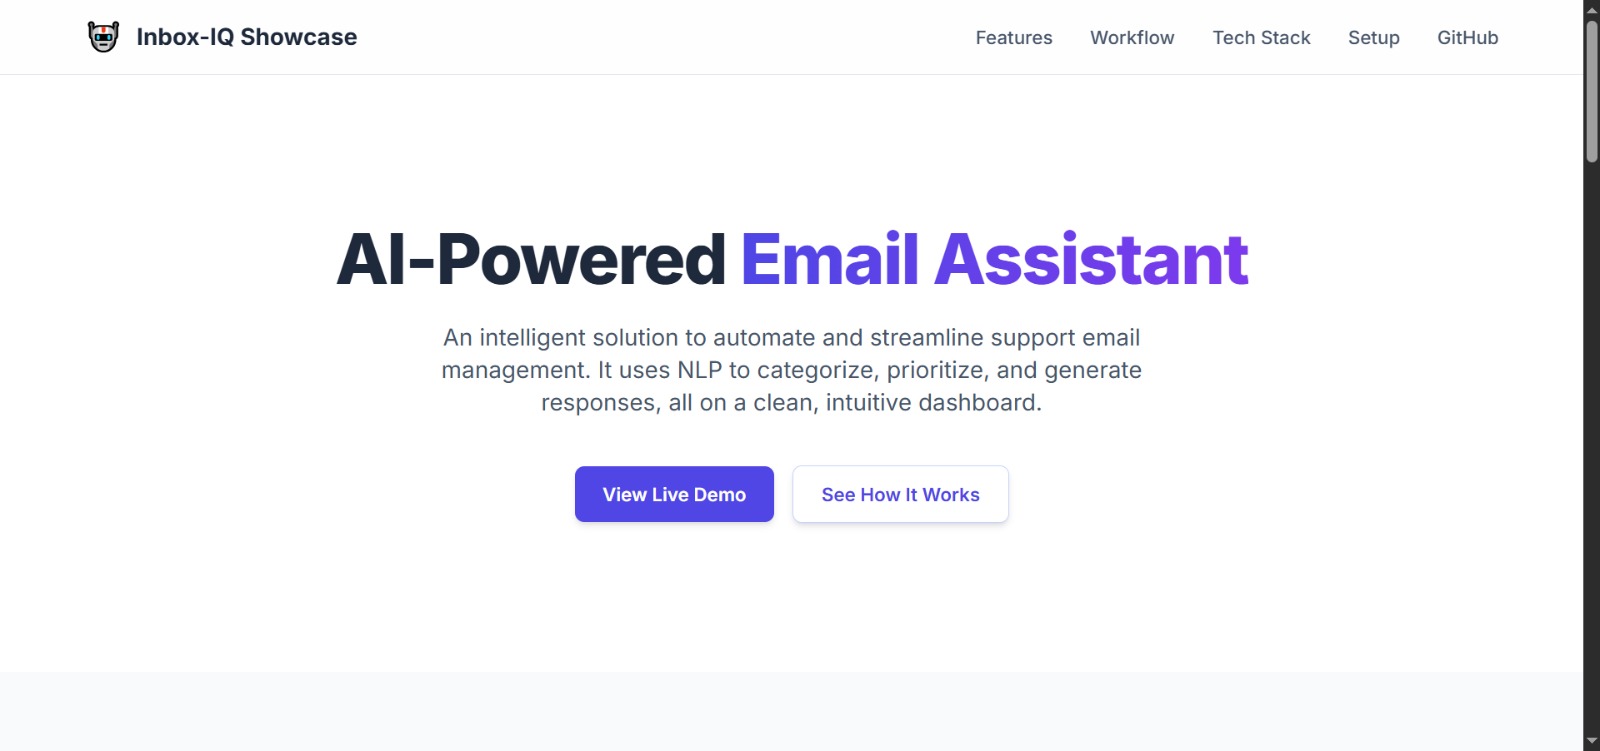 Inbox-IQ Showcase
Features
Workflow
Tech Stack
Setup
GitHub
AI-Powered Email Assistant
An intelligent solution to automate and streamline support email
management. It uses NLP to categorize, prioritize, and generate
responses, all on a clean, intuitive dashboard.
View Live Demo
See How It Works